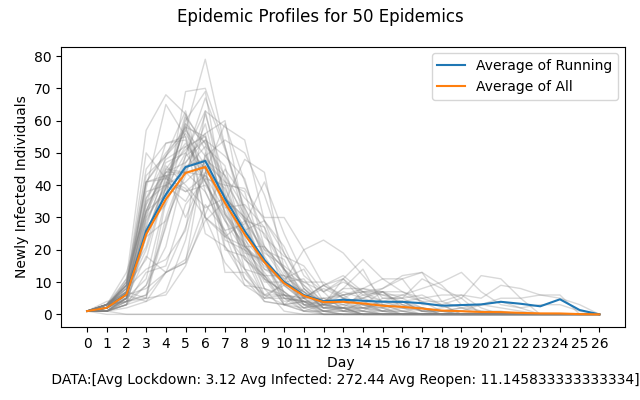 Epidemic Profiles for 50 Epidemics
80
70
60
50
40
30
20
10
0
Newly Infected Individuals
Average of Running
Average of All
0 1 2 3 4 5 6 7 8 9 10 11 12 13 14 15 16 17 18 19 20 21 22 23 24 25 26
Day
DATA:[Avg Lockdown: 3.12 Avg Infected: 272.44 Avg Reopen: 11.145833333333334]